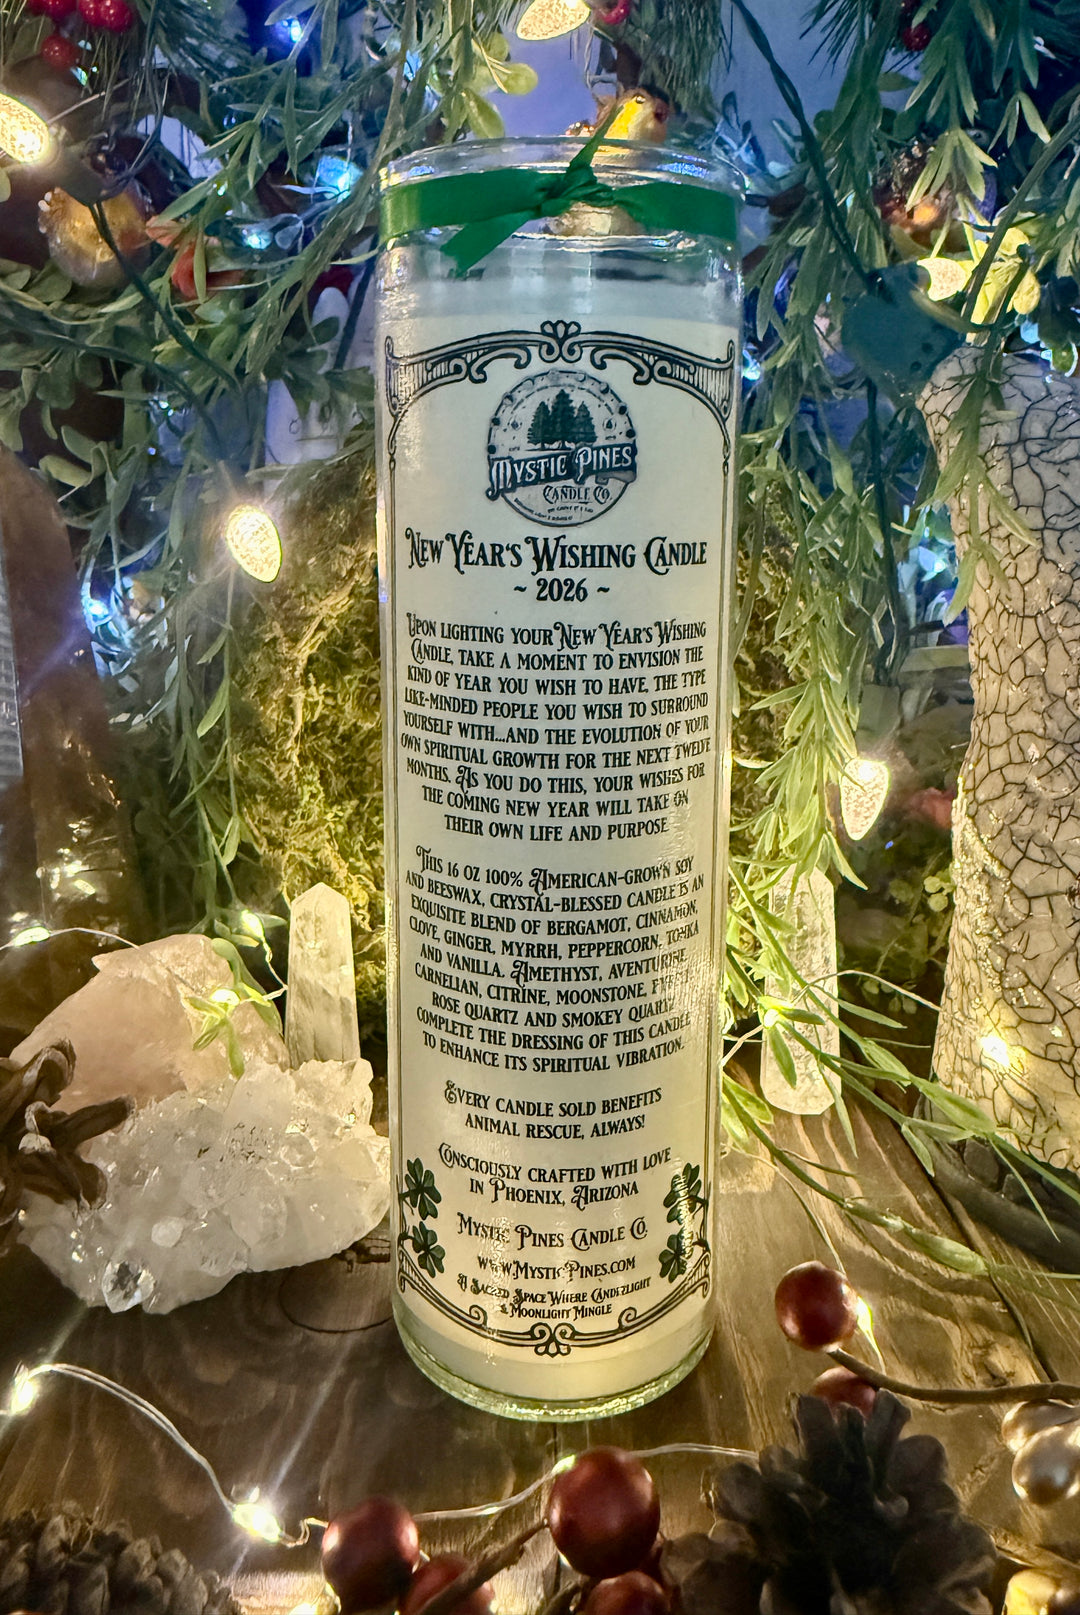 Mystic Pines
Candle Co.
New Year's Wishing Candle
~ 2026 ~
Upon lighting your New Year's Wishing
Candle, take a moment to envision the
kind of year you wish to have, the type
like-minded people you wish to surround
yourself with...and the evolution of your
own spiritual growth for the next twelve
months. As you do this, your wishes for
the coming new year will take on
their own life and purpose
This 16 oz 100% American-grown soy
and beeswax, crystal-blessed candle is an
exquisite blend of bergamot, cinnamon,
clove, ginger, myrrh, peppercorn, tonka
and vanilla. Amethyst, aventurine,
carnelian, citrine, moonstone,
rose quartz and smokey quartz
complete the dressing of this candle
to enhance its spiritual vibration.
Every candle sold benefits
animal rescue, always!
Consciously crafted with love
in Phoenix, Arizona
Mystic Pines Candle Co.
www.MysticPines.com
A Sacred Space Where Candlelight
& Moonlight Mingle